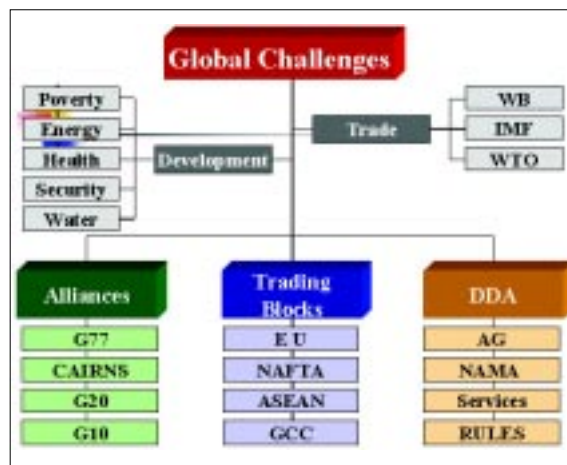 Global Challenges
Poverty
Energy
Health
Security
Water
Development
Trade
WB
IMF
WTO
Alliances
G77
CAIRNS
G20
G10
Trading
Blocks
E U
NAFTA
ASEAN
GCC
DDA
AG
NAMA
Services
RULES